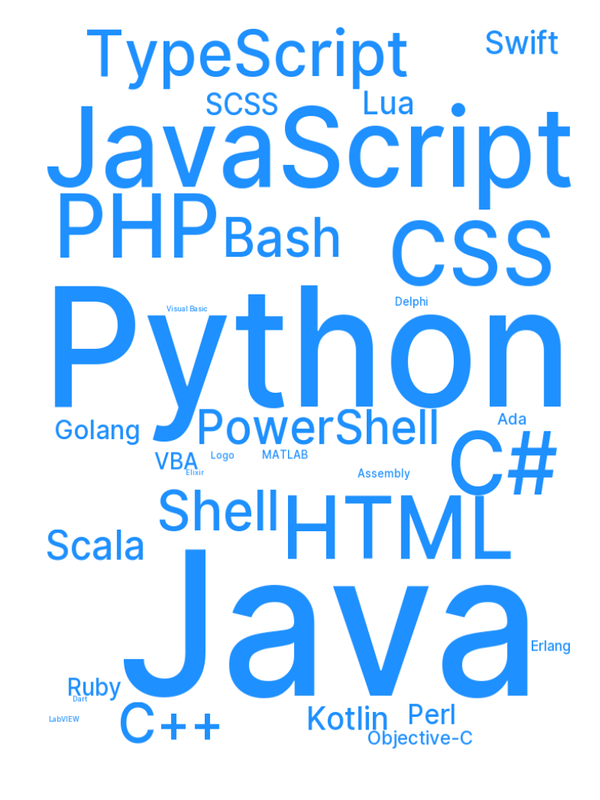 TypeScript
Swift
SCSS
Lua
JavaScript
PHP
Bash
CSS
Python
Visual Basic
Delphi
Golang
PowerShell
Ada
VBA
Logo
MATLAB
C#
Elixir
Assembly
Shell
HTML
Scala
Java
Erlang
Ruby
Dart
LabVIEW
C++
Kotlin
Perl
Objective-C